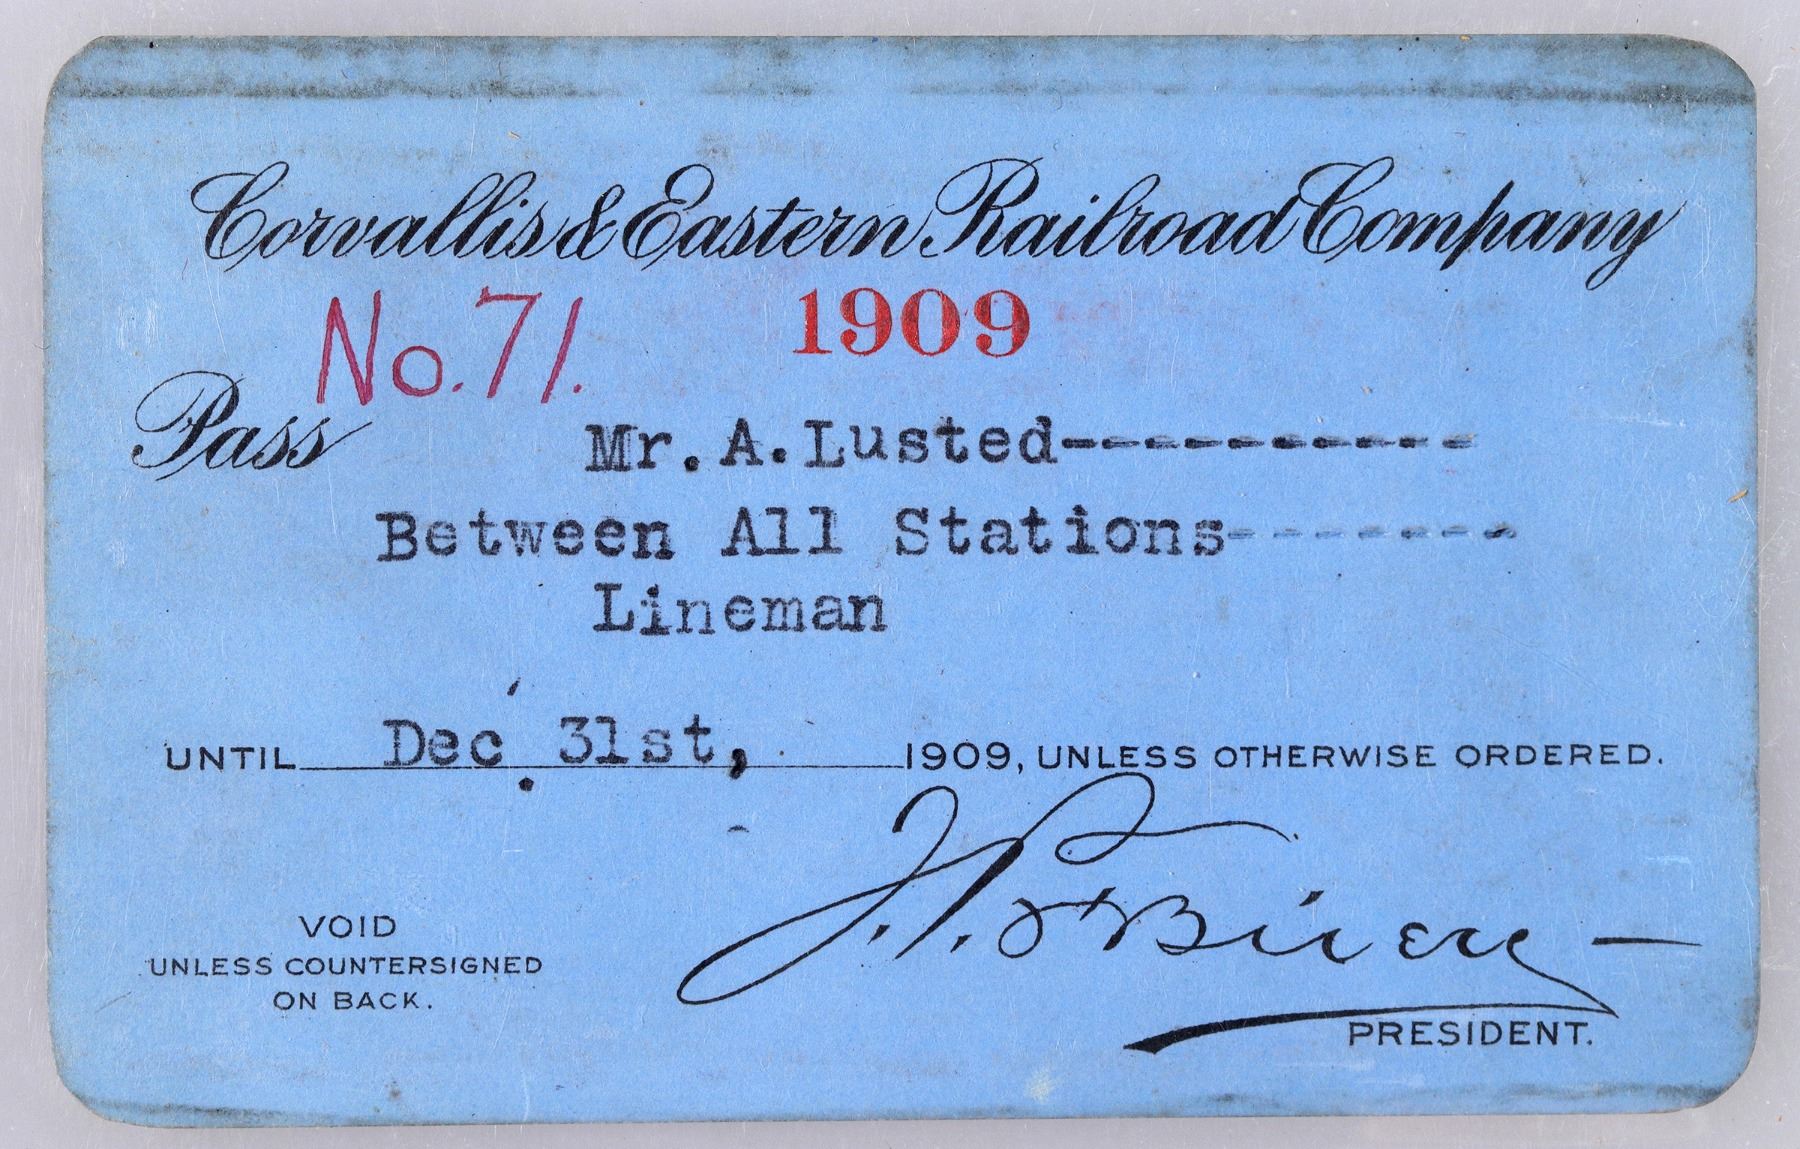 Corvallis & Eastern Railroad Company
No. 71. 1909
Pass Mr. A. Lusted-----------
Between All Stations--------
Lineman
UNTIL Dec. 31st, 1909, UNLESS OTHERWISE ORDERED.
J. P. O'Brien
VOID
UNLESS COUNTERSIGNED
ON BACK.
PRESIDENT.